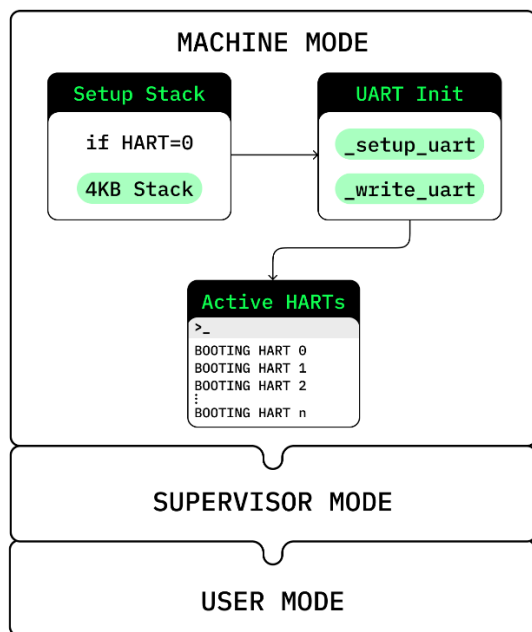 MACHINE MODE
Setup Stack
if HART=0
4KB Stack
UART Init
_setup_uart
_write_uart
Active HARTs
>_
BOOTING HART 0
BOOTING HART 1
BOOTING HART 2
⋮
BOOTING HART n
SUPERVISOR MODE
USER MODE